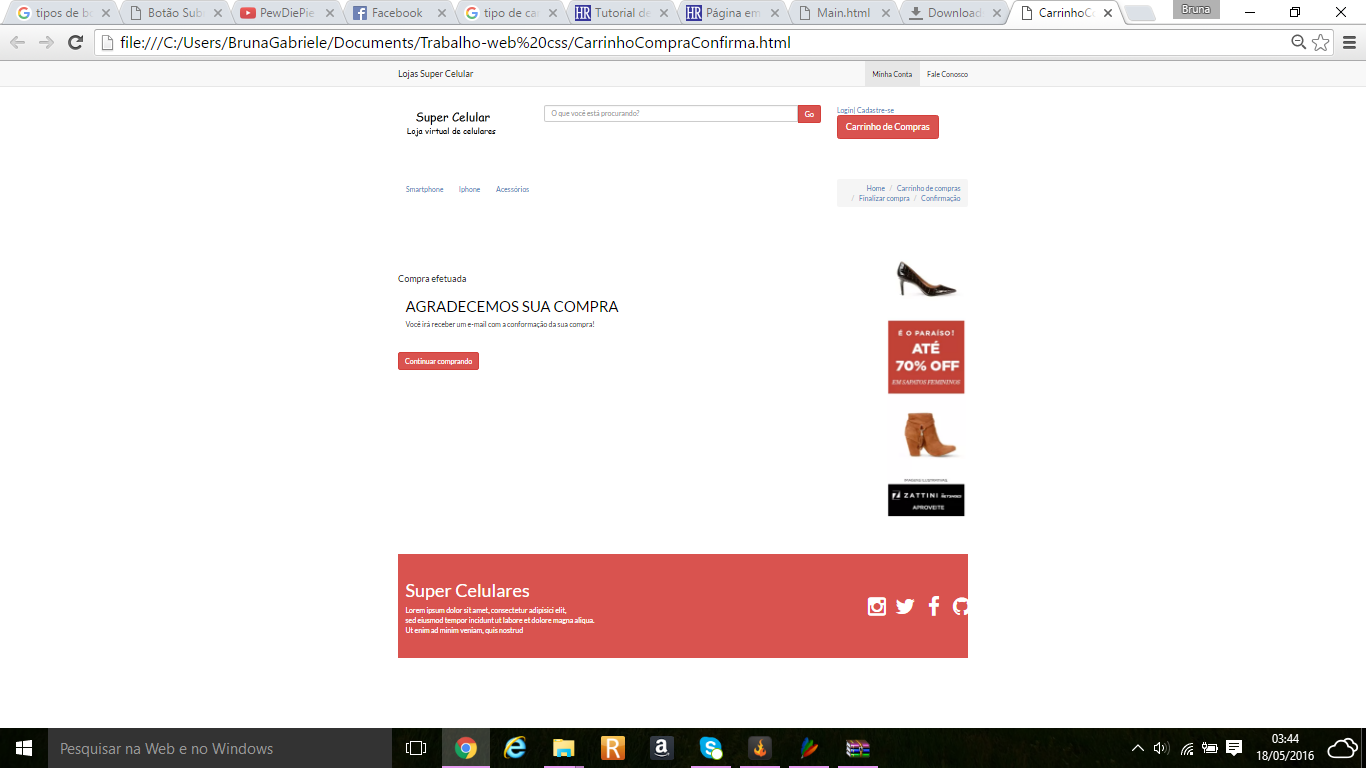 tipos de bo
Botão Sub
PewDiePie
Facebook
tipo de ca
Tutorial de
Página em
Main.html
Download
CarrinhoC
Bruna
file:///C:/Users/BrunaGabriele/Documents/Trabalho-web%20css/CarrinhoCompraConfirma.html
Lojas Super Celular
Minha Conta
Fale Conosco
Super Celular
Loja virtual de celulares
O que você está procurando?
Go
Login| Cadastre-se
Carrinho de Compras
Smartphone
Iphone
Acessórios
Home / Carrinho de compras
/ Finalizar compra / Confirmação
Compra efetuada
AGRADECEMOS SUA COMPRA
Você irá receber um e-mail com a conformação da sua compra!
Continuar comprando
É O PARAÍSO!
ATÉ
70% OFF
EM SAPATOS FEMININOS
ZATTINI
APROVEITE
Super Celulares
Lorem ipsum dolor sit amet, consectetur adipisici elit,
sed eiusmod tempor incidunt ut labore et dolore magna aliqua.
Ut enim ad minim veniam, quis nostrud
Pesquisar na Web e no Windows
03:44
18/05/2016